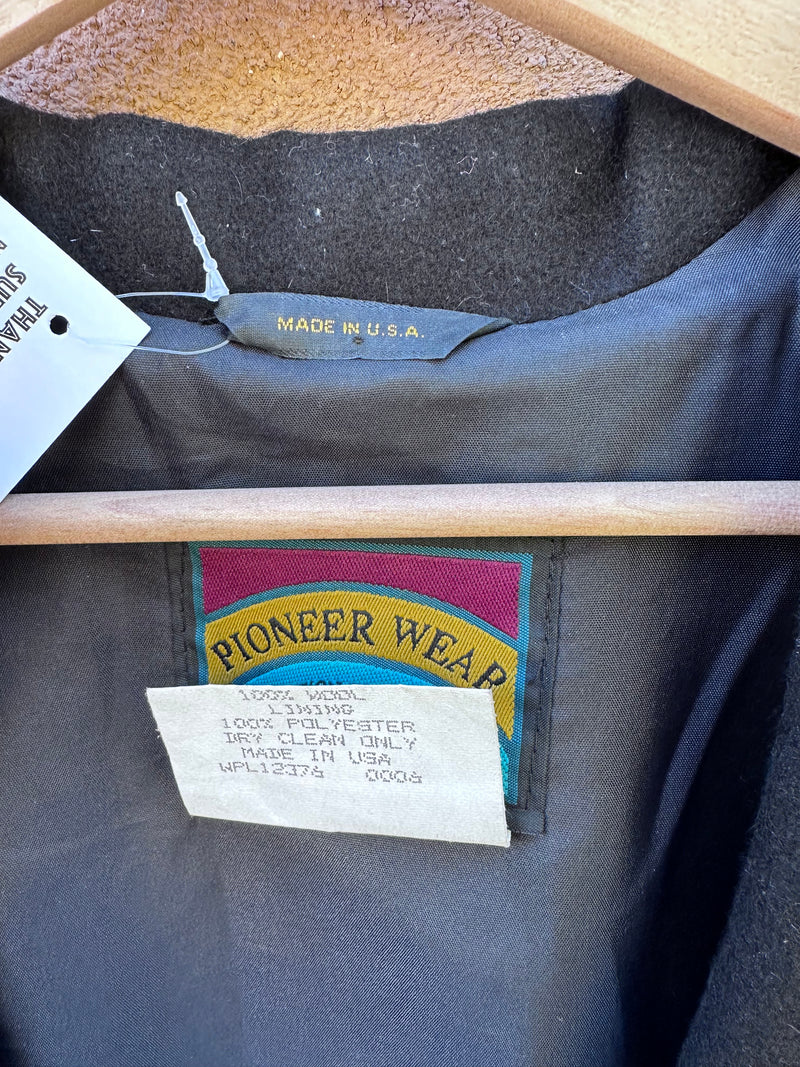 THAN
SU
MADE IN U.S.A.
PIONEER WEAR
100% WOOL
LINING
100% POLYESTER
DRY CLEAN ONLY
MADE IN USA
WPL12376 0006